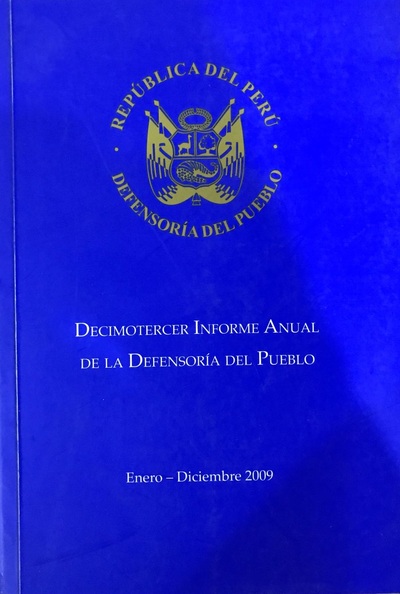 REPÚBLICA DEL PERÚ
DEFENSORÍA DEL PUEBLO
DECIMOTERCER INFORME ANUAL
DE LA DEFENSORÍA DEL PUEBLO
Enero – Diciembre 2009